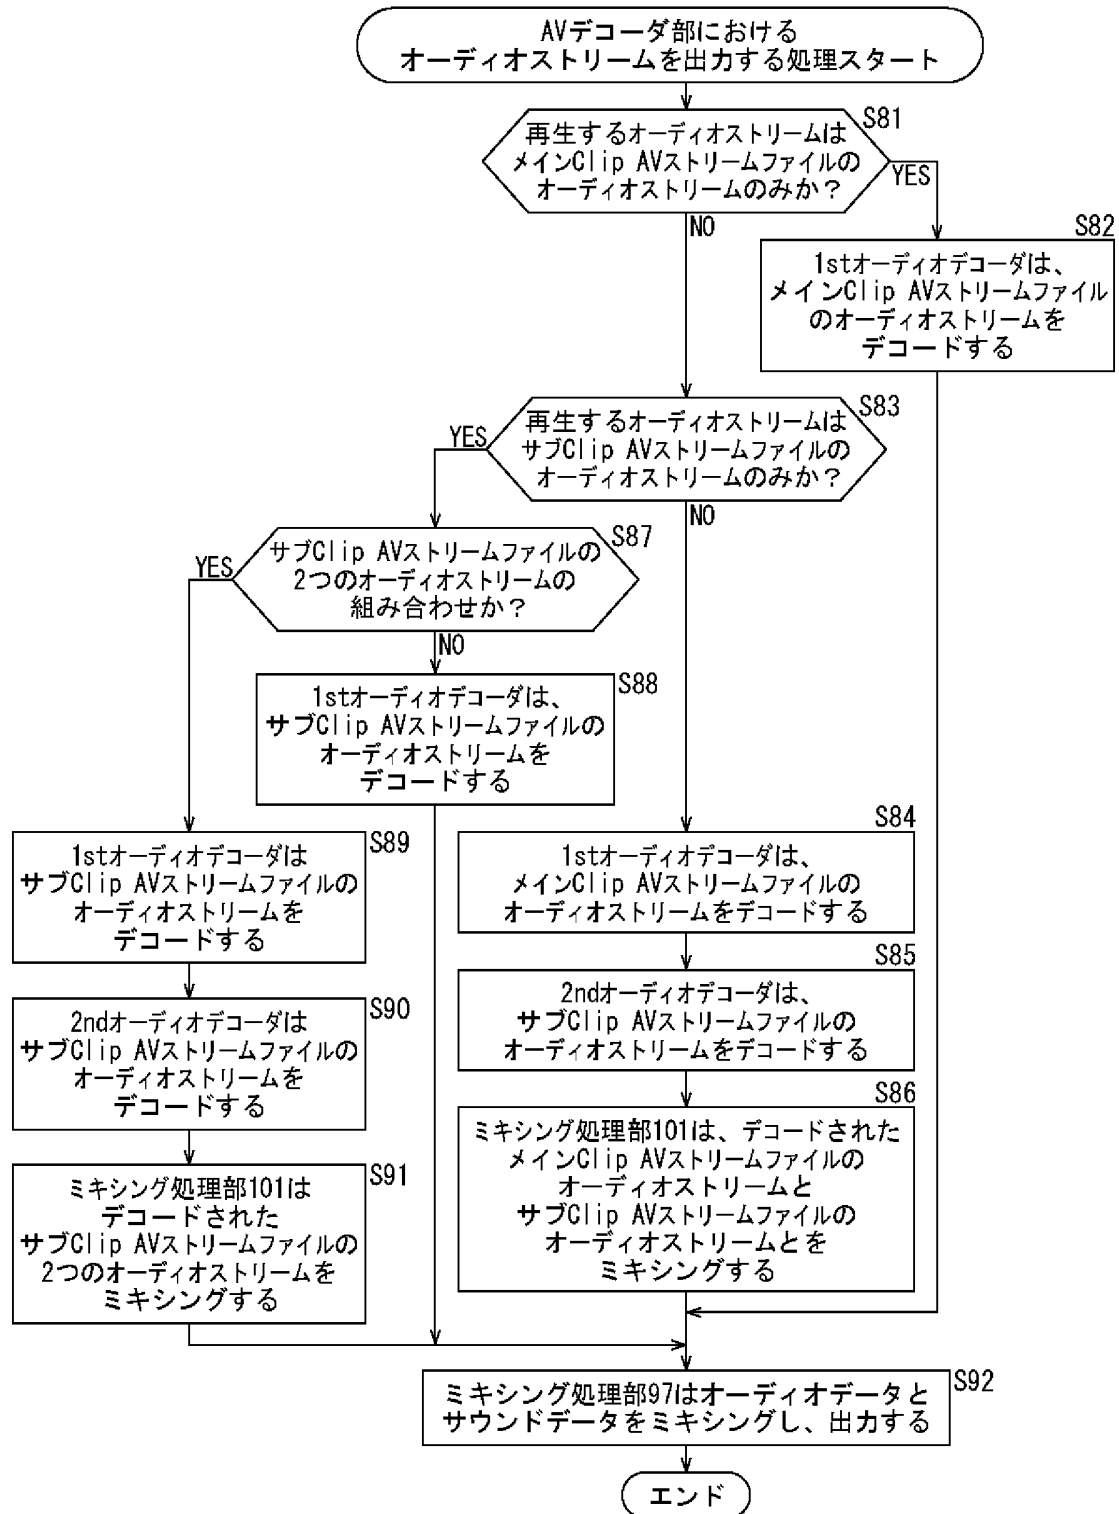 AVデコーダ部における
オーディオストリームを出力する処理スタート
S81
再生するオーディオストリームは
メインClip AVストリームファイルの
オーディオストリームのみか？
YES
NO
S82
1stオーディオデコーダは、
メインClip AVストリームファイル
のオーディオストリームを
デコードする
S83
再生するオーディオストリームは
サブClip AVストリームファイルの
オーディオストリームのみか？
YES
NO
S87
サブClip AVストリームファイルの
2つのオーディオストリームの
組み合わせか？
YES
NO
S88
1stオーディオデコーダは、
サブClip AVストリームファイルの
オーディオストリームを
デコードする
S89
1stオーディオデコーダは
サブClip AVストリームファイルの
オーディオストリームを
デコードする
S84
1stオーディオデコーダは、
メインClip AVストリームファイルの
オーディオストリームをデコードする
S90
2ndオーディオデコーダは
サブClip AVストリームファイルの
オーディオストリームを
デコードする
S85
2ndオーディオデコーダは、
サブClip AVストリームファイルの
オーディオストリームをデコードする
S91
ミキシング処理部101は
デコードされた
サブClip AVストリームファイルの
2つのオーディオストリームを
ミキシングする
S86
ミキシング処理部101は、デコードされた
メインClip AVストリームファイルの
オーディオストリームと
サブClip AVストリームファイルの
オーディオストリームとを
ミキシングする
S92
ミキシング処理部97はオーディオデータと
サウンドデータをミキシングし、出力する
エンド